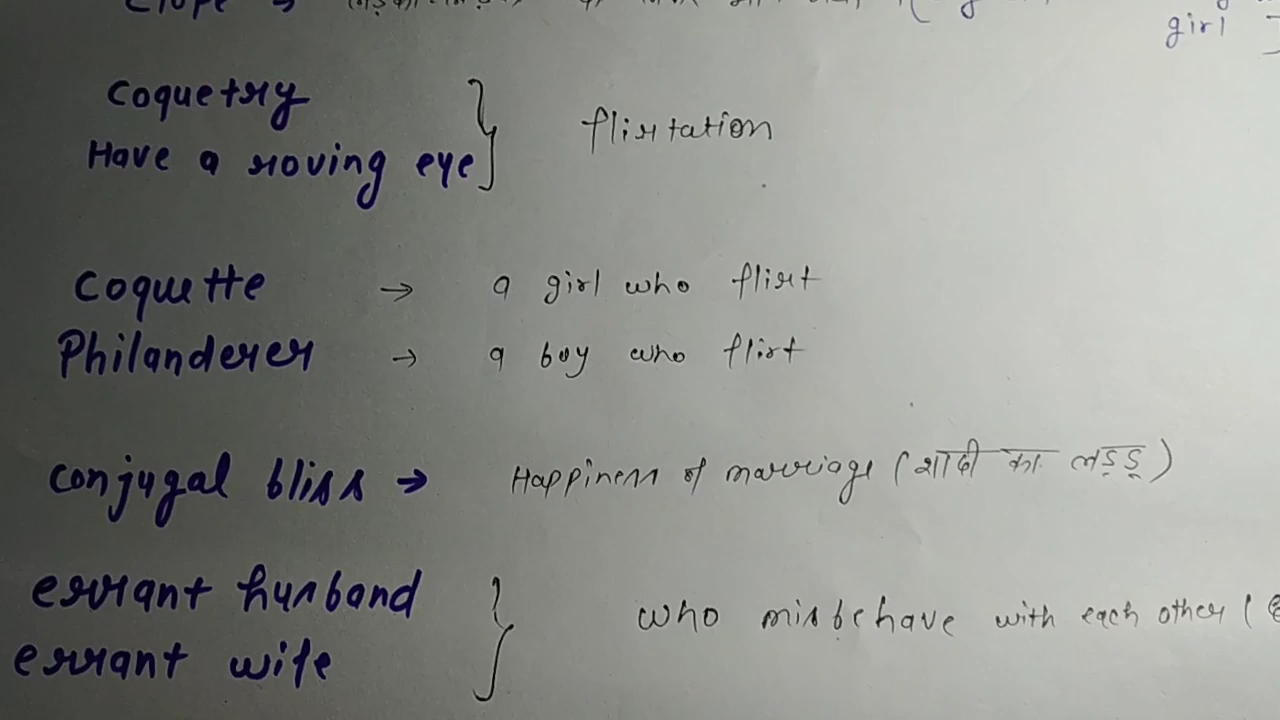 Elope →
girl ]
Coquetry
Have a roving eye } flirtation
Coquette → a girl who flirt
Philanderer → a boy who flirt
Conjugal bliss → Happiness of marriage (शादी का लड्डू)
errant husband
errant wife } who misbehave with each other (